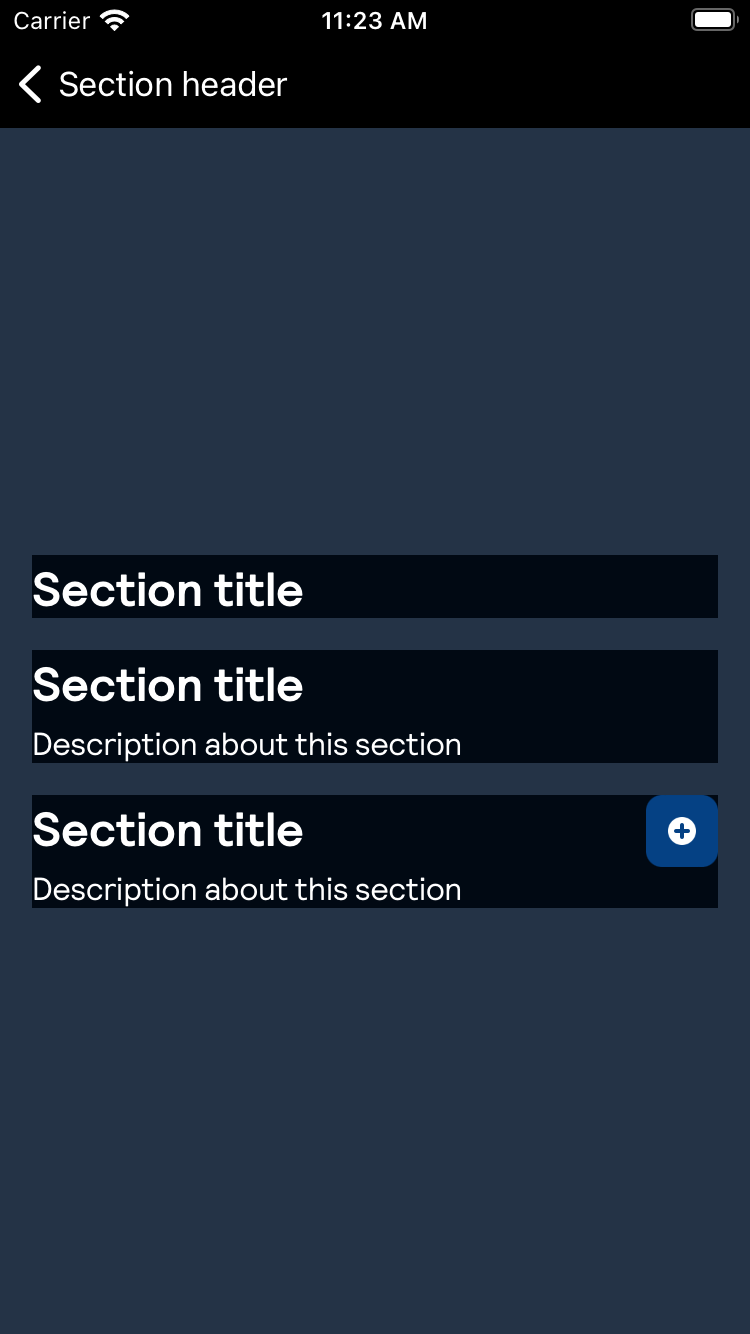 Carrier
11:23 AM
Section header
Section title
Section title
Description about this section
Section title
Description about this section